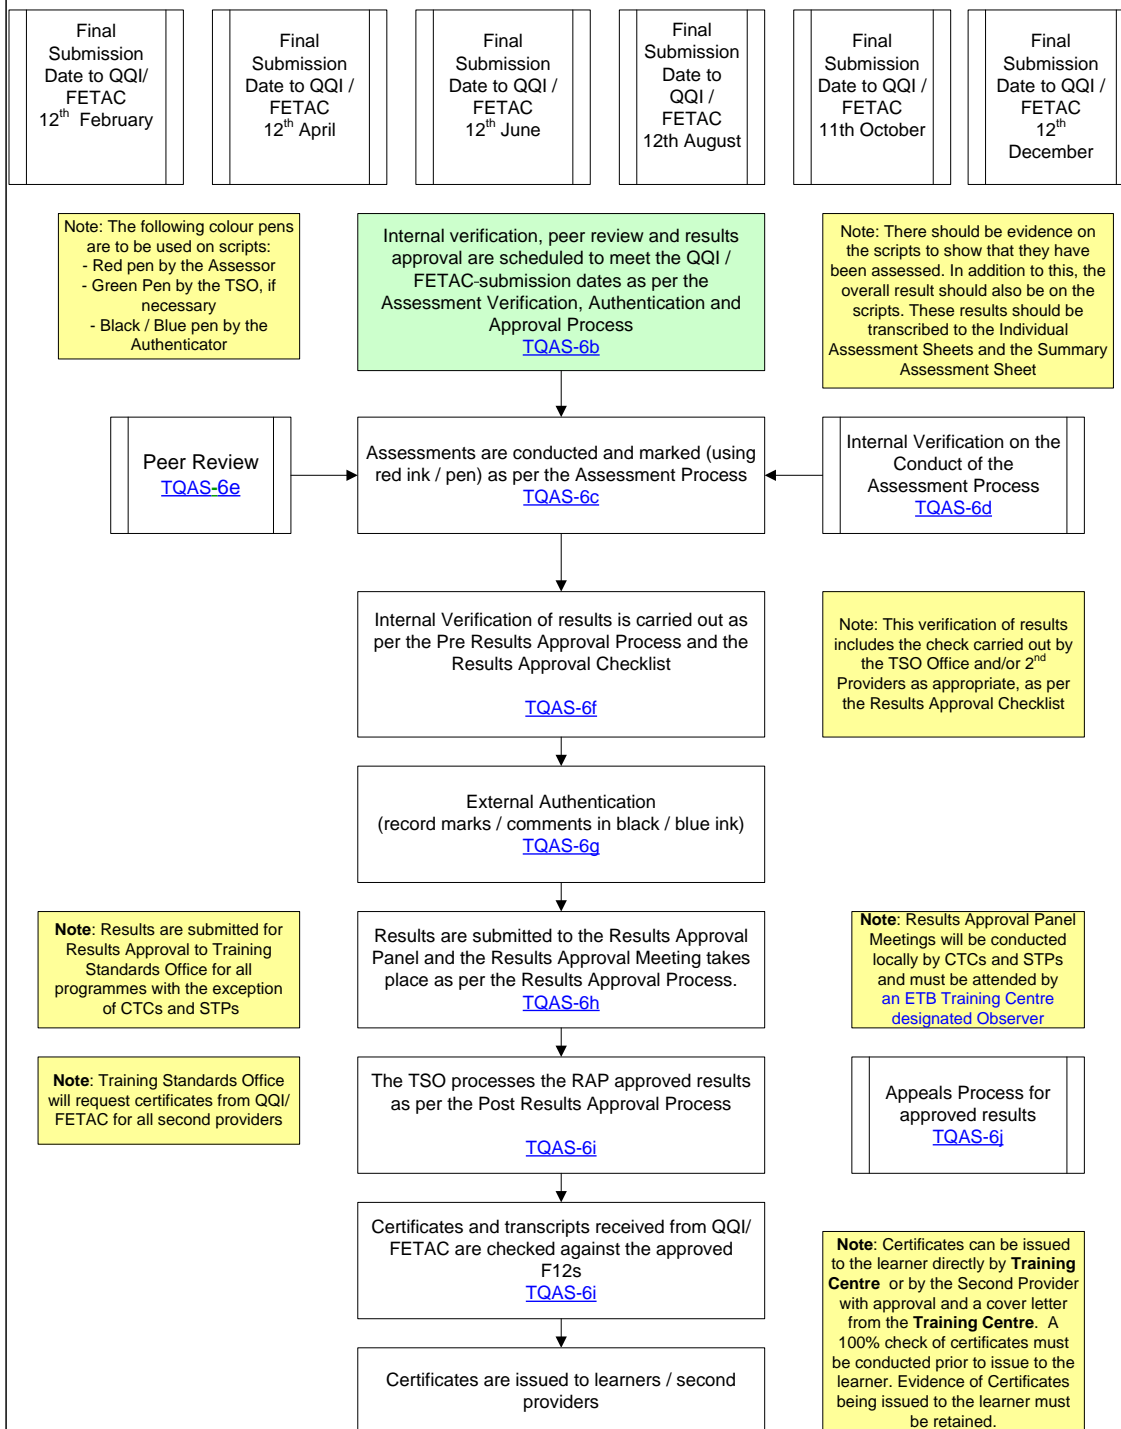 Final
Submission
Date to QQI/
FETAC
12th February
Final
Submission
Date to QQI /
FETAC
12th April
Final
Submission
Date to QQI /
FETAC
12th June
Final
Submission
Date to
QQI /
FETAC
12th August
Final
Submission
Date to QQI /
FETAC
11th October
Final
Submission
Date to QQI /
FETAC
12th
December
Note: The following colour pens
are to be used on scripts:
- Red pen by the Assessor
- Green Pen by the TSO, if
necessary
- Black / Blue pen by the
Authenticator
Internal verification, peer review and results
approval are scheduled to meet the QQI /
FETAC-submission dates as per the
Assessment Verification, Authentication and
Approval Process
TQAS-6b
Note: There should be evidence on
the scripts to show that they have
been assessed. In addition to this, the
overall result should also be on the
scripts. These results should be
transcribed to the Individual
Assessment Sheets and the Summary
Assessment Sheet
Peer Review
TQAS-6e
Assessments are conducted and marked (using
red ink / pen) as per the Assessment Process
TQAS-6c
Internal Verification on the
Conduct of the
Assessment Process
TQAS-6d
Internal Verification of results is carried out as
per the Pre Results Approval Process and the
Results Approval Checklist
TQAS-6f
Note: This verification of results
includes the check carried out by
the TSO Office and/or 2nd
Providers as appropriate, as per
the Results Approval Checklist
External Authentication
(record marks / comments in black / blue ink)
TQAS-6g
Note: Results are submitted for
Results Approval to Training
Standards Office for all
programmes with the exception
of CTCs and STPs
Results are submitted to the Results Approval
Panel and the Results Approval Meeting takes
place as per the Results Approval Process.
TQAS-6h
Note: Results Approval Panel
Meetings will be conducted
locally by CTCs and STPs
and must be attended by
an ETB Training Centre
designated Observer
Note: Training Standards Office
will request certificates from QQI/
FETAC for all second providers
The TSO processes the RAP approved results
as per the Post Results Approval Process
TQAS-6i
Appeals Process for
approved results
TQAS-6j
Certificates and transcripts received from QQI/
FETAC are checked against the approved
F12s
TQAS-6i
Note: Certificates can be issued
to the learner directly by Training
Centre or by the Second Provider
with approval and a cover letter
from the Training Centre. A
100% check of certificates must
be conducted prior to issue to the
learner. Evidence of Certificates
being issued to the learner must
be retained.
Certificates are issued to learners / second
providers